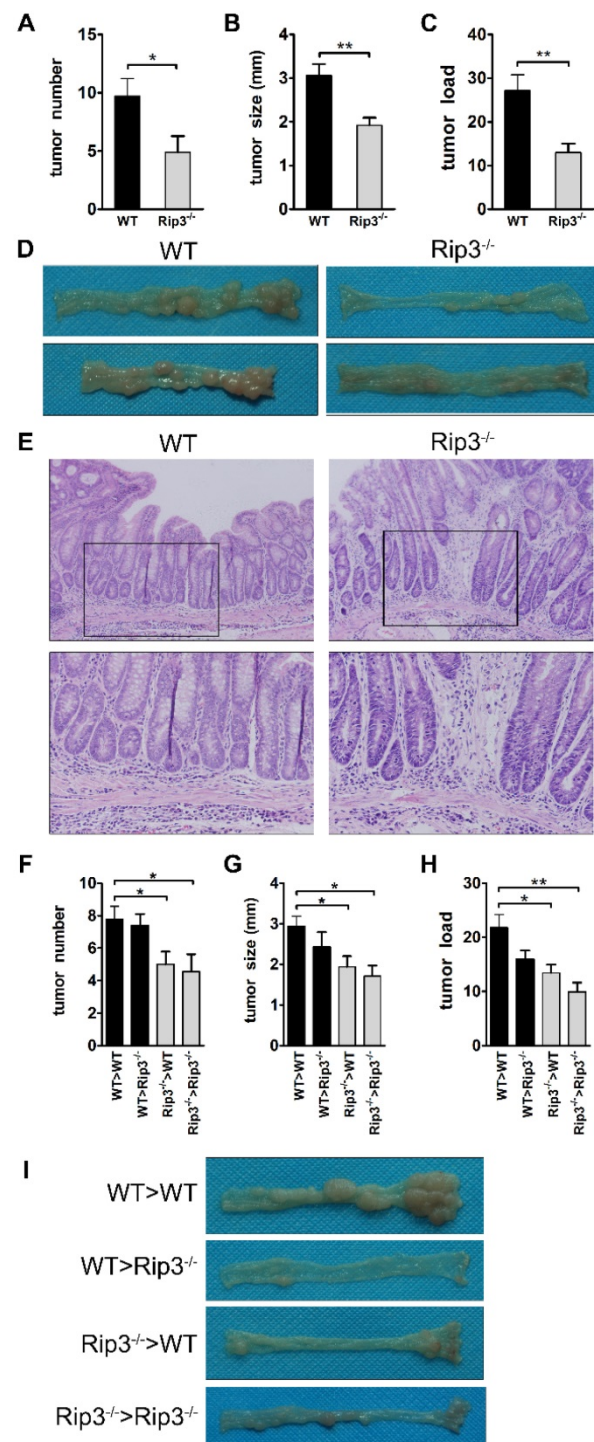 A
tumor number
15
10
5
0
*
WT
Rip3-/-
B
tumor size (mm)
4
3
2
1
0
**
WT
Rip3-/-
C
tumor load
40
30
20
10
0
**
WT
Rip3-/-
D
WT
Rip3-/-
E
WT
Rip3-/-
F
tumor number
8
6
4
2
0
*
*
WT>WT
WT>Rip3-/-
Rip3-/->WT
Rip3-/->Rip3-/-
G
tumor size (mm)
4
3
2
1
0
*
*
WT>WT
WT>Rip3-/-
Rip3-/->WT
Rip3-/->Rip3-/-
H
tumor load
30
20
10
0
**
*
WT>WT
WT>Rip3-/-
Rip3-/->WT
Rip3-/->Rip3-/-
I
WT>WT
WT>Rip3-/-
Rip3-/->WT
Rip3-/->Rip3-/-